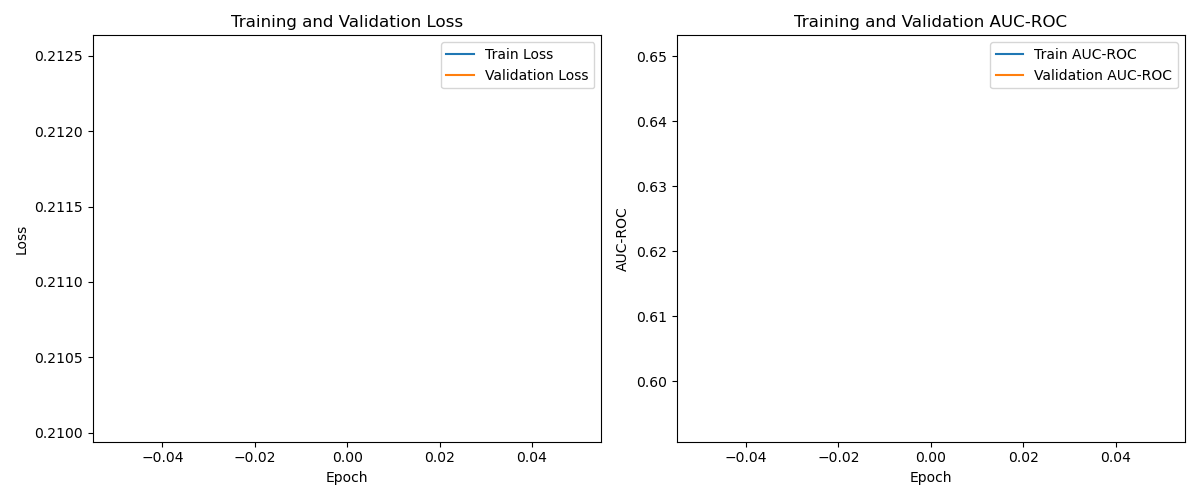 Training and Validation Loss
Train Loss
Validation Loss
0.2125
0.2120
0.2115
0.2110
0.2105
0.2100
Loss
−0.04
−0.02
0.00
0.02
0.04
Epoch
Training and Validation AUC-ROC
Train AUC-ROC
Validation AUC-ROC
0.65
0.64
0.63
0.62
0.61
0.60
AUC-ROC
−0.04
−0.02
0.00
0.02
0.04
Epoch